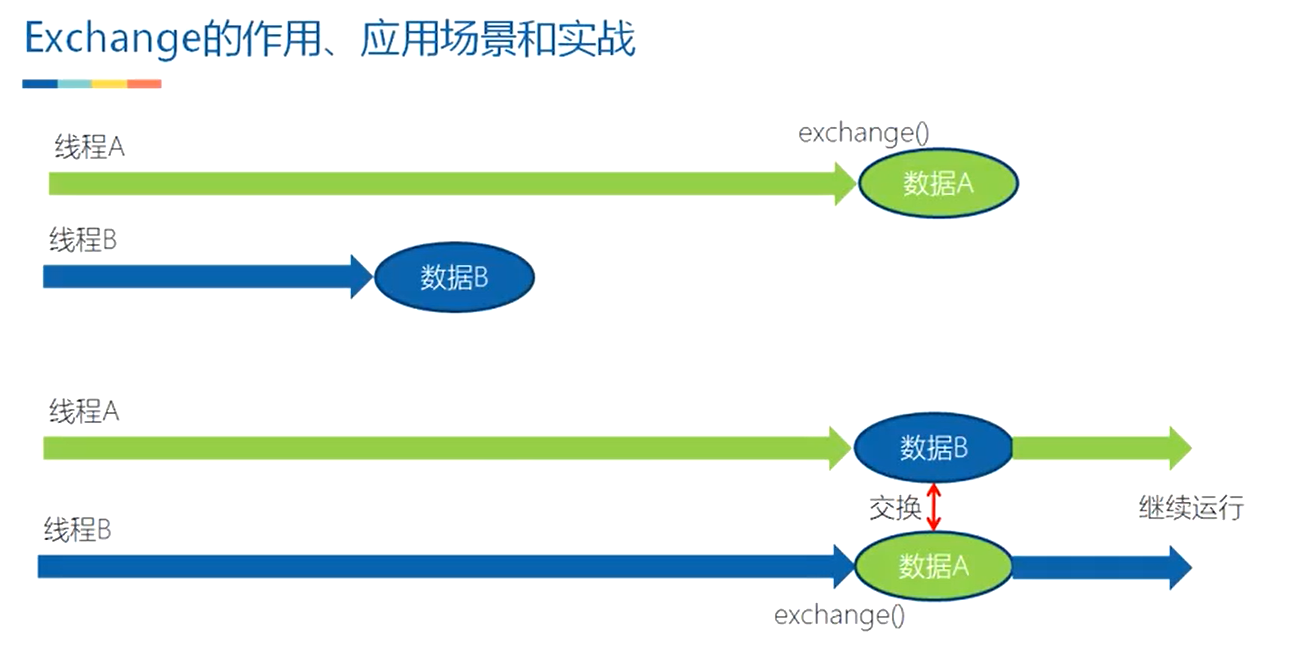 Exchange的作用、应用场景和实战
exchange()
线程A
数据A
线程B
数据B
线程A
数据B
交换
继续运行
线程B
数据A
exchange()